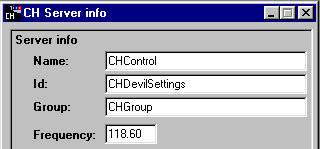 CH Server info
Server info
Name: CHControl
Id: CHDevilSettings
Group: CHGroup
Frequency: 118.60